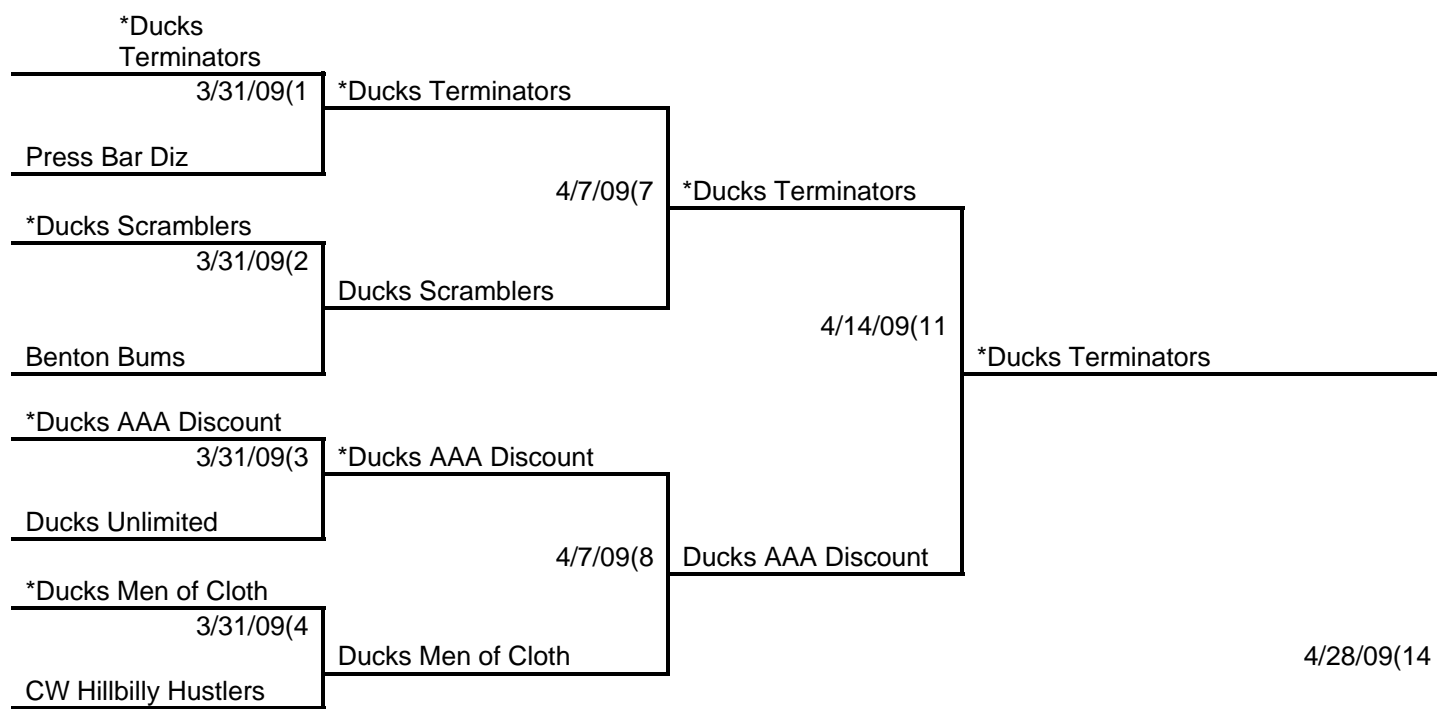 *Ducks
Terminators
3/31/09(1
*Ducks Terminators
Press Bar Diz
4/7/09(7
*Ducks Terminators
*Ducks Scramblers
3/31/09(2
Ducks Scramblers
4/14/09(11
Benton Bums
*Ducks Terminators
*Ducks AAA Discount
3/31/09(3
*Ducks AAA Discount
Ducks Unlimited
4/7/09(8
Ducks AAA Discount
*Ducks Men of Cloth
3/31/09(4
Ducks Men of Cloth
4/28/09(14
CW Hillbilly Hustlers